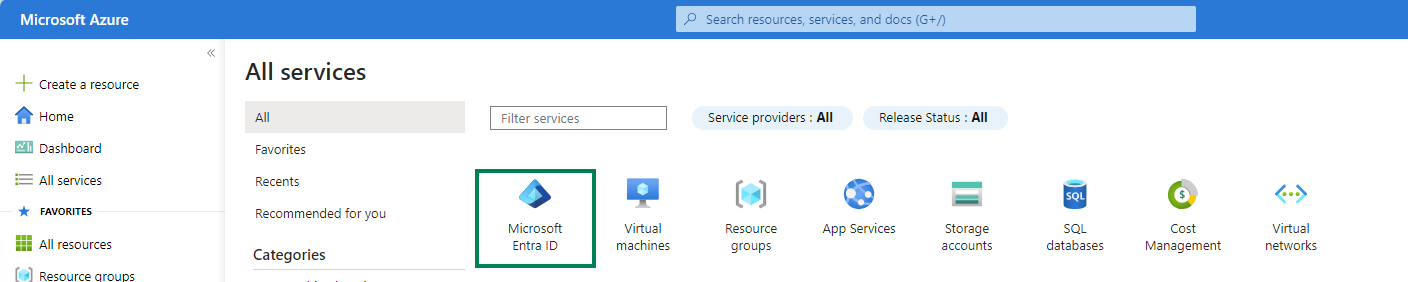 Microsoft Azure
Search resources, services, and docs (G+/)
«
Create a resource
Home
Dashboard
All services
FAVORITES
All resources
Resource groups
All services
All
Favorites
Recents
Recommended for you
Categories
Filter services
Service providers : All
Release Status : All
Microsoft
Entra ID
Virtual
machines
Resource
groups
App Services
Storage
accounts
SQL
SQL
databases
Cost
Management
Virtual
networks